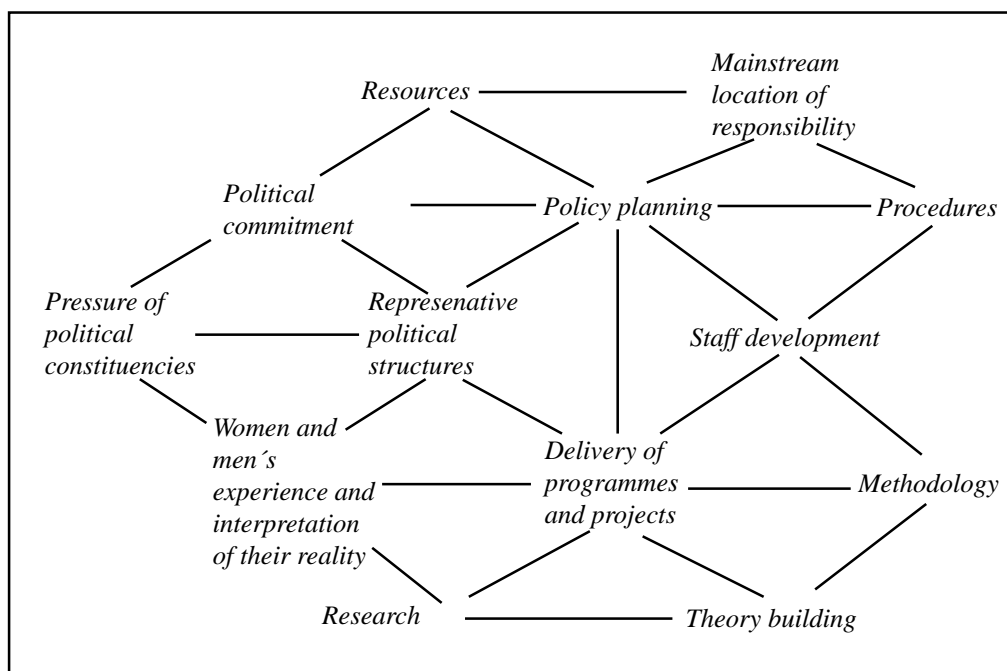 Resources
Mainstream
location of
responsibility
Political
commitment
Policy planning
Procedures
Pressure of
political
constituencies
Represenative
political
structures
Staff development
Women and
men´s
experience and
interpretation
of their reality
Delivery of
programmes
and projects
Methodology
Research
Theory building